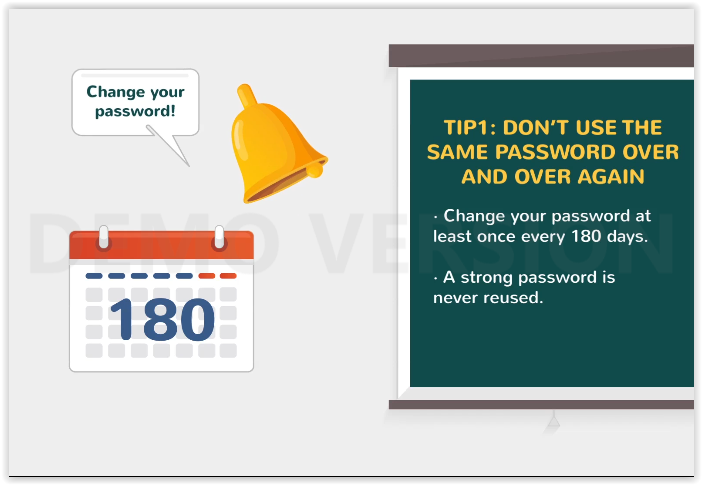 Change your
password!
TIP1: DON'T USE THE
SAME PASSWORD OVER
AND OVER AGAIN
· Change your password at
least once every 180 days.
· A strong password is
never reused.
DEMO VERSION
180